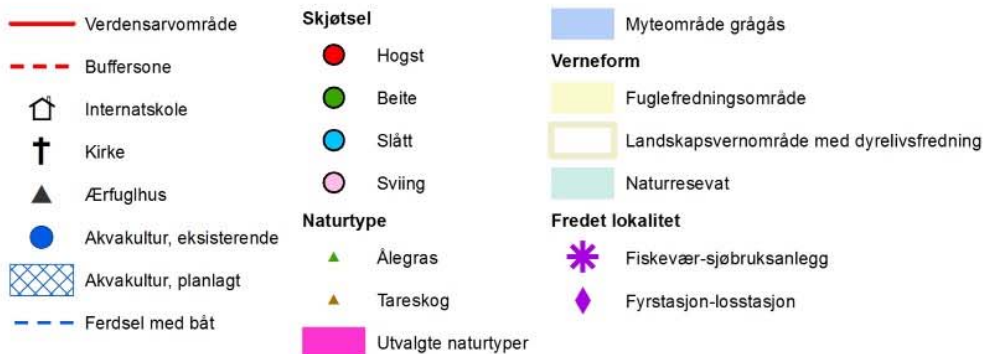 Verdensarvområde
Buffersone
Internatskole
Kirke
Ærfuglhus
Akvakultur, eksisterende
Akvakultur, planlagt
Ferdsel med båt
Skjøtsel
Hogst
Beite
Slått
Sviing
Naturtype
Ålegras
Tareskog
Utvalgte naturtyper
Myteområde grågås
Verneform
Fuglefredningsområde
Landskapsvernområde med dyrelivsfredning
Naturresevat
Fredet lokalitet
Fiskevær-sjøbruksanlegg
Fyrstasjon-losstasjon